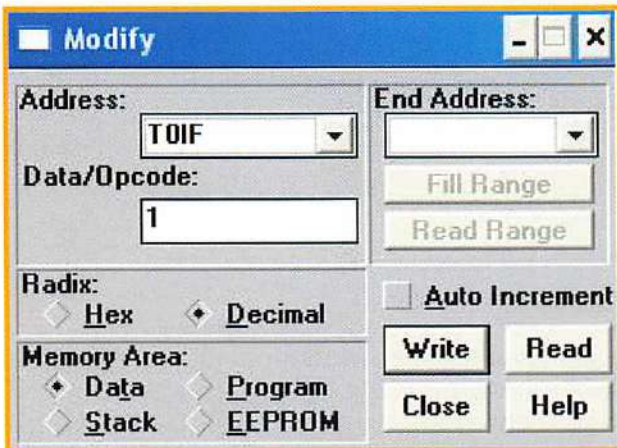 Modify
Address:
T0IF
Data/Opcode:
1
End Address:
Fill Range
Read Range
Radix:
Hex
Decimal
Memory Area:
Data
Program
Stack
EEPROM
Auto Increment
Write
Read
Close
Help